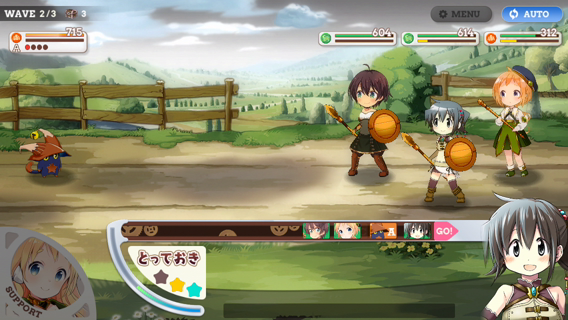 WAVE 2/3 3
MENU
AUTO
715
A
604
614
312
GO!
とっておき
SUPPORT